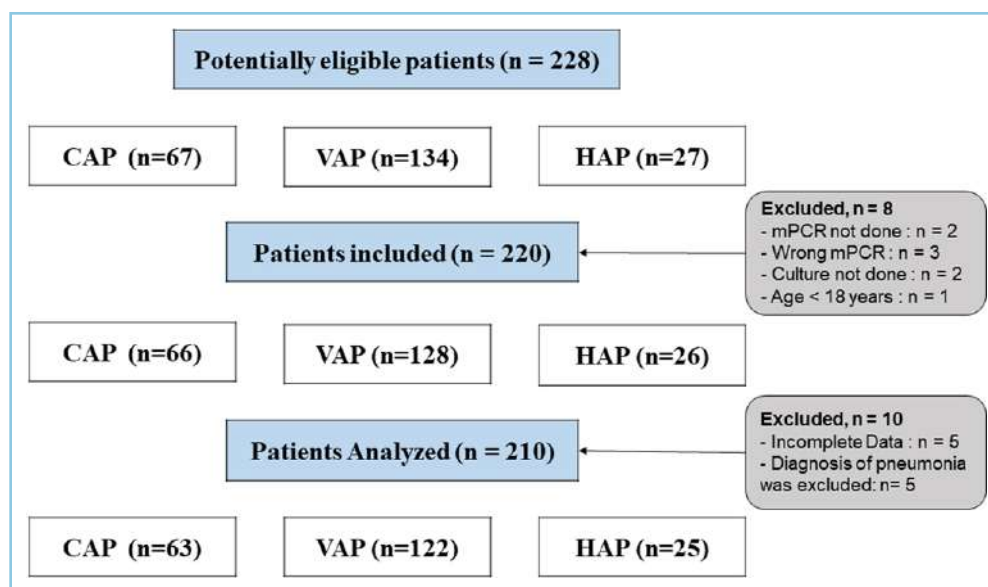 Potentially eligible patients (n = 228)
CAP (n=67)
VAP (n=134)
HAP (n=27)
Excluded, n = 8
- mPCR not done : n = 2
- Wrong mPCR : n = 3
- Culture not done : n = 2
- Age < 18 years : n = 1
Patients included (n = 220)
CAP (n=66)
VAP (n=128)
HAP (n=26)
Excluded, n = 10
- Incomplete Data : n = 5
- Diagnosis of pneumonia
was excluded: n= 5
Patients Analyzed (n = 210)
CAP (n=63)
VAP (n=122)
HAP (n=25)